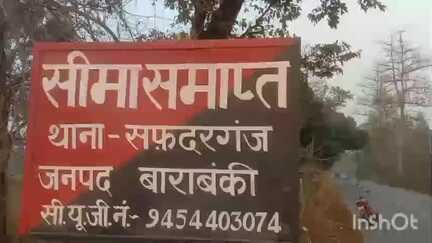 सीमा समाप्त
थाना - सफ़दरगंज
जनपद बाराबंकी
सी.यू.जी.नं:- 9454403074
InShOt